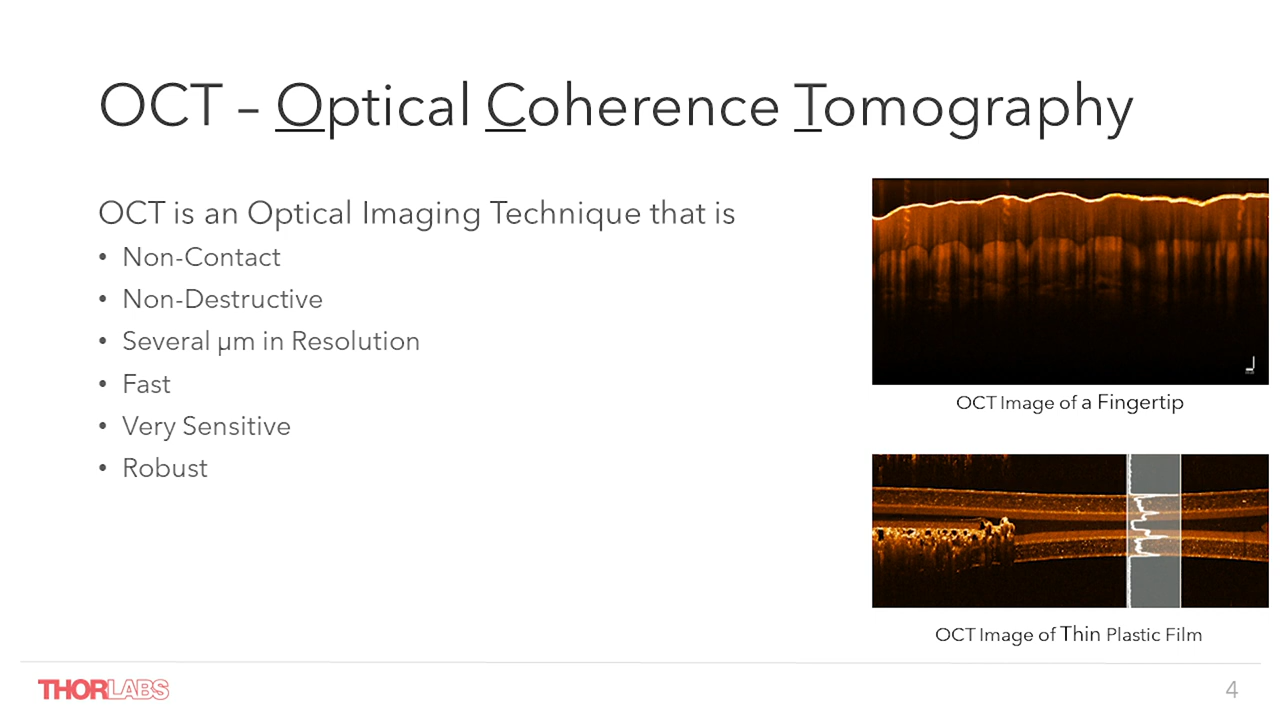 OCT – Optical Coherence Tomography
OCT is an Optical Imaging Technique that is
• Non-Contact
• Non-Destructive
• Several µm in Resolution
• Fast
• Very Sensitive
• Robust
OCT Image of a Fingertip
OCT Image of Thin Plastic Film
THORLABS
4